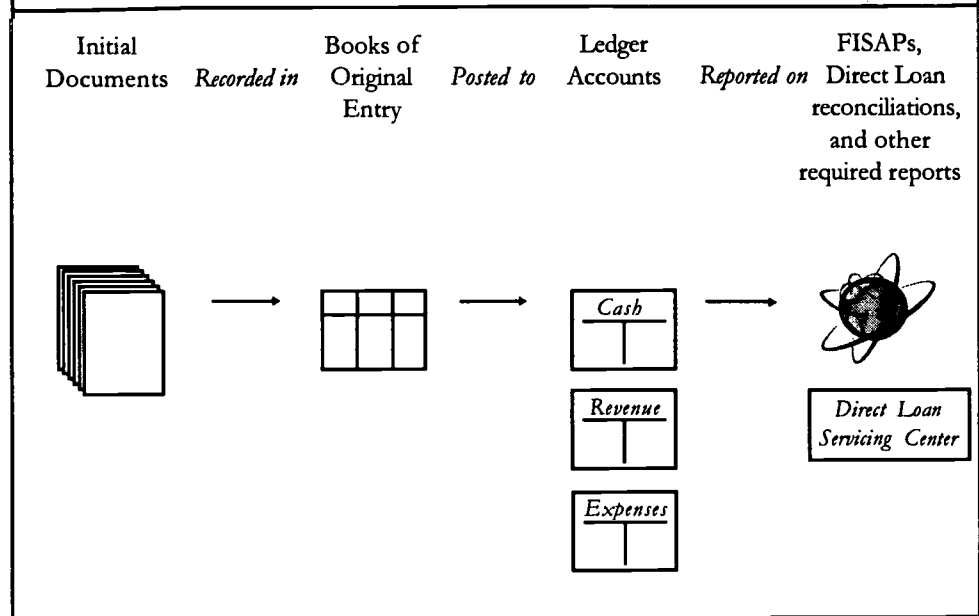 Initial
Documents
Recorded in
Books of
Original
Entry
Posted to
Ledger
Accounts
Reported on
FISAPs,
Direct Loan
reconciliations,
and other
required reports
Cash
Revenue
Expenses
Direct Loan
Servicing Center